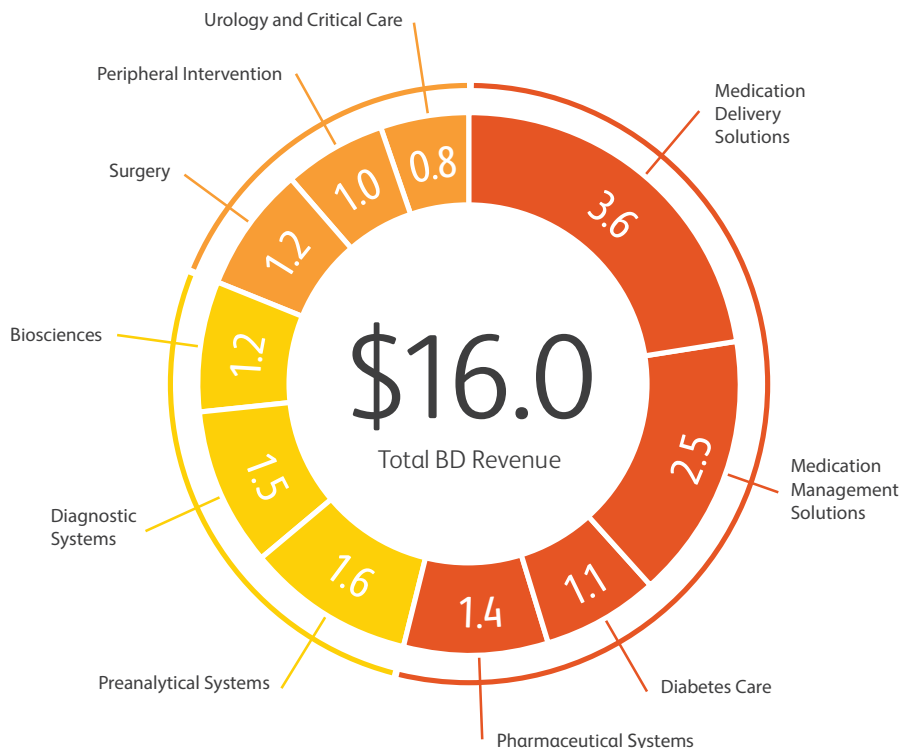 Urology and Critical Care
Peripheral Intervention
Surgery
Biosciences
Diagnostic
Systems
Preanalytical Systems
Pharmaceutical Systems
Diabetes Care
Medication
Management
Solutions
Medication
Delivery
Solutions
0.8
1.0
1.2
1.2
1.5
1.6
1.4
1.1
2.5
3.6
$16.0
Total BD Revenue